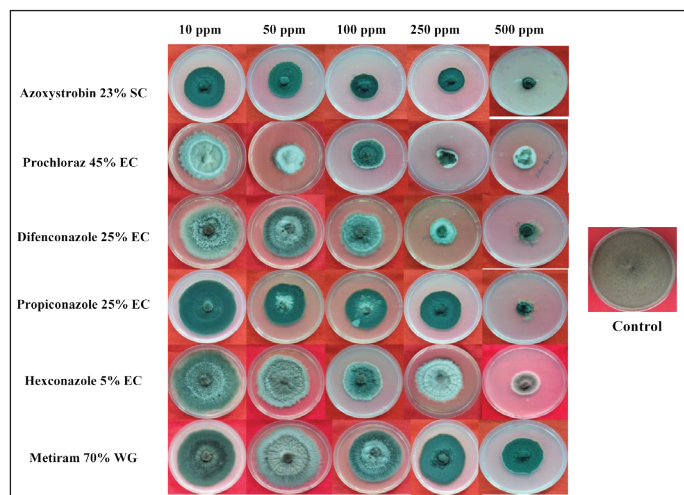 10 ppm 50 ppm 100 ppm 250 ppm 500 ppm
Azoxystrobin 23% SC
Prochloraz 45% EC
Difenconazole 25% EC
Propiconazole 25% EC
Hexconazole 5% EC
Metiram 70% WG
Control